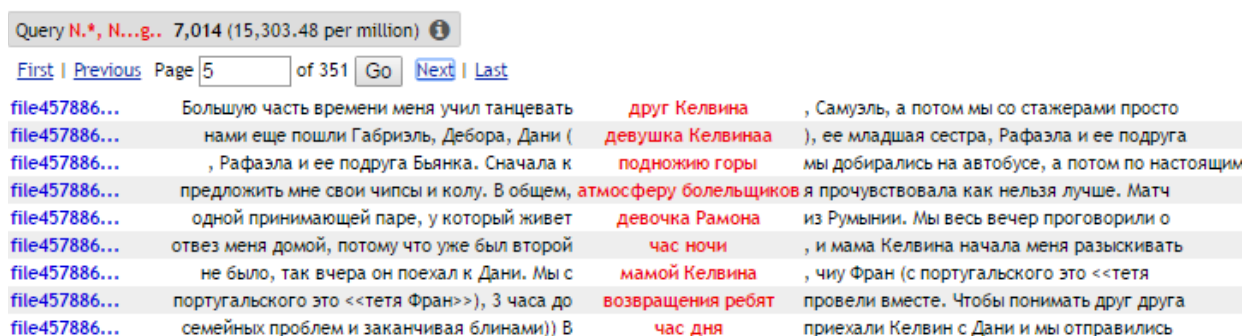 Query N.*, N...g.. 7,014 (15,303.48 per million)
First | Previous Page 5 of 351 Go Next | Last
file457886... Большую часть времени меня учил танцевать друг Келвина , Самуэль, а потом мы со стажерами просто
file457886... нами еще пошли Габриэль, Дебора, Дани ( девушка Келвинаа ), ее младшая сестра, Рафаэла и ее подруга
file457886... , Рафаэла и ее подруга Бьянка. Сначала к подножию горы мы добирались на автобусе, а потом по настоящим
file457886... предложить мне свои чипсы и колу. В общем, атмосферу болельщиков я прочувствовала как нельзя лучше. Матч
file457886... одной принимающей паре, у который живет девочка Рамона из Румынии. Мы весь вечер проговорили о
file457886... отвез меня домой, потому что уже был второй час ночи , и мама Келвина начала меня разыскивать
file457886... не было, так вчера он поехал к Дани. Мы с мамой Келвина , чиу Фран (с португальского это <<тетя
file457886... португальского это <<тетя Фран>>), 3 часа до возвращения ребят провели вместе. Чтобы понимать друг друга
file457886... семейных проблем и заканчивая блинами)) В час дня приехали Келвин с Дани и мы отправились